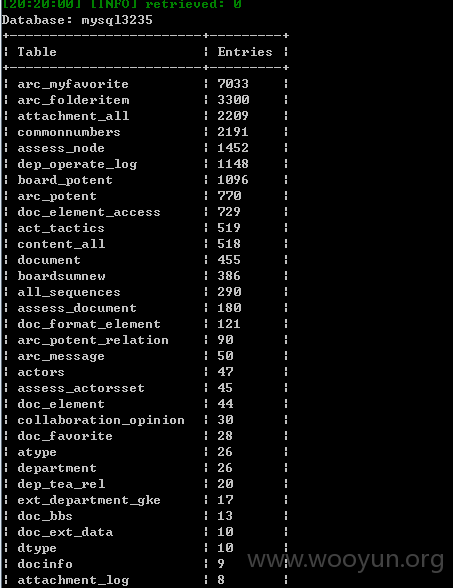 [20:20:00] [INFO] retrieved: 0
Database: mysql3235
+------------------------+---------+
| Table | Entries |
+------------------------+---------+
| arc_myfavorite | 7033 |
| arc_folderitem | 3300 |
| attachment_all | 2209 |
| commonnumbers | 2191 |
| assess_node | 1452 |
| dep_operate_log | 1148 |
| board_potent | 1096 |
| arc_potent | 770 |
| doc_element_access | 729 |
| act_tactics | 519 |
| content_all | 518 |
| document | 455 |
| boardsumnew | 386 |
| all_sequences | 290 |
| assess_document | 180 |
| doc_format_element | 121 |
| arc_potent_relation | 90 |
| arc_message | 50 |
| actors | 47 |
| assess_actorsset | 45 |
| doc_element | 44 |
| collaboration_opinion | 30 |
| doc_favorite | 28 |
| atype | 26 |
| department | 26 |
| dep_tea_rel | 20 |
| ext_department_gke | 17 |
| doc_bbs | 13 |
| doc_ext_data | 10 |
| dtype | 10 |
| docinfo | 9 |
| attachment_log | 8 |
www.wooyun.org